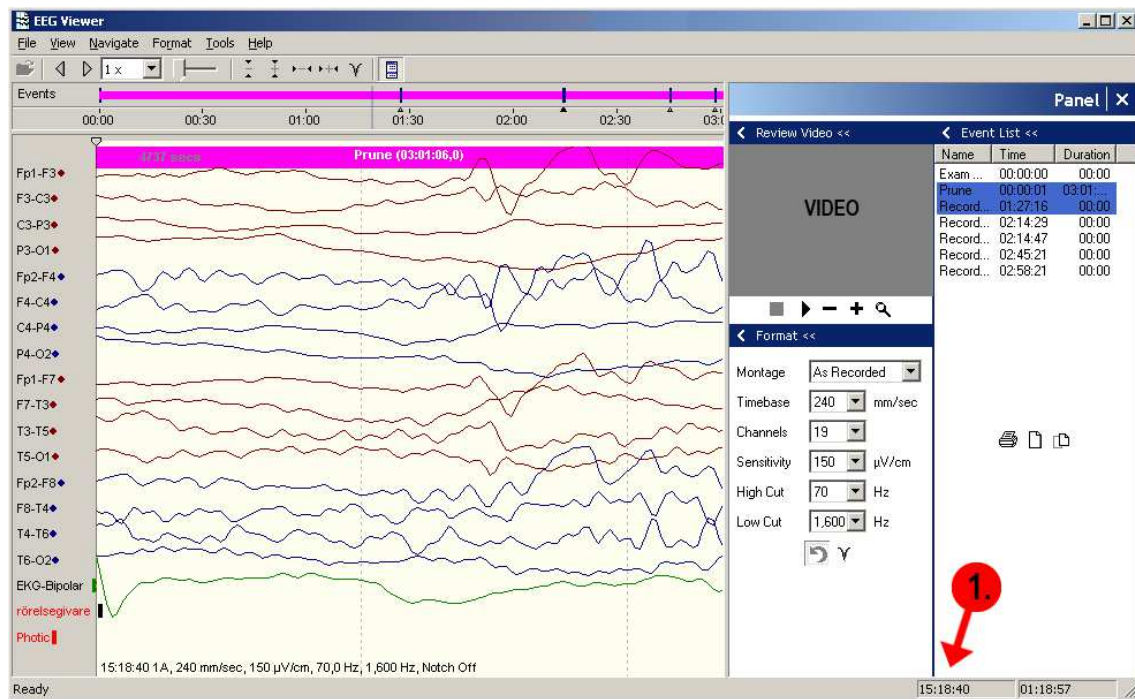 EEG Viewer
File View Navigate Format Tools Help
1 x
Events
00:00 00:30 01:00 01:30 02:00 02:30 03:0
4737 secs
Prune (03:01:06,0)
Fp1-F3
F3-C3
C3-P3
P3-O1
Fp2-F4
F4-C4
C4-P4
P4-O2
Fp1-F7
F7-T3
T3-T5
T5-O1
Fp2-F8
F8-T4
T4-T6
T6-O2
EKG-Bipolar
rörelsegivare
Photic
15:18:40 1A, 240 mm/sec, 150 µV/cm, 70,0 Hz, 1,600 Hz, Notch Off
Panel
Review Video <<
VIDEO
Format <<
Montage As Recorded
Timebase 240 mm/sec
Channels 19
Sensitivity 150 µV/cm
High Cut 70 Hz
Low Cut 1,600 Hz
Event List <<
Name Time Duration
Exam ... 00:00:00 00:00
Prune 00:00:01 03:01:...
Record... 01:27:16 00:00
Record... 02:14:29 00:00
Record... 02:14:47 00:00
Record... 02:45:21 00:00
Record... 02:58:21 00:00
1.
Ready 15:18:40 01:18:57